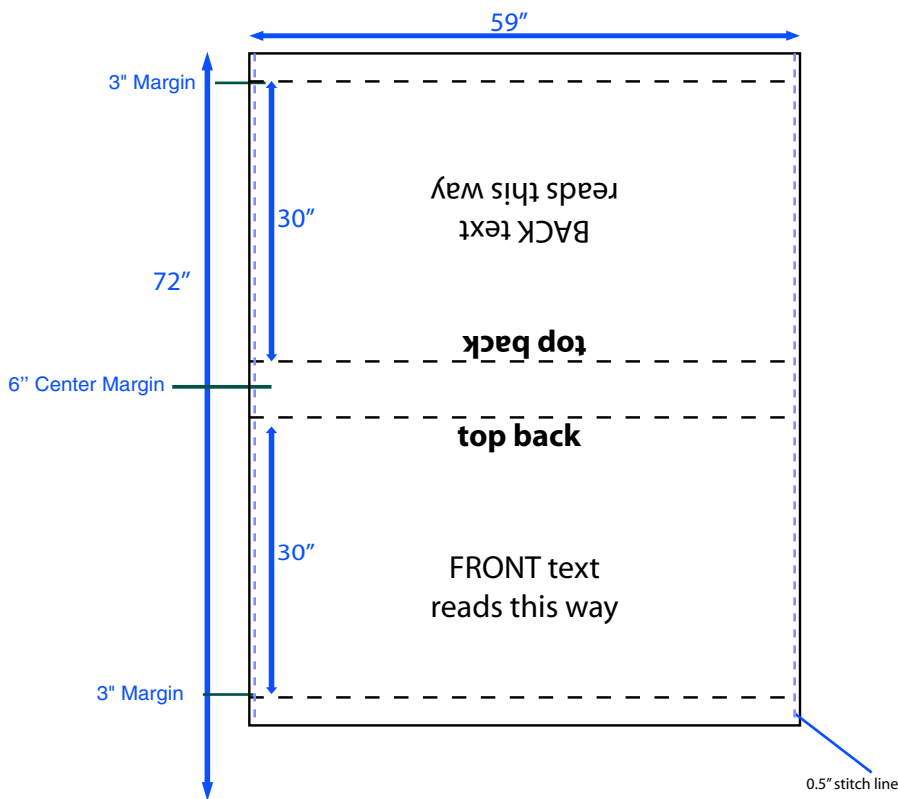 59”
3" Margin
BACK text
reads this way
30”
72”
top back
6’’ Center Margin
top back
30”
FRONT text
reads this way
3" Margin
0.5” stitch line